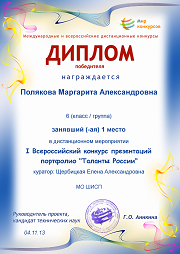 Мир
конкурсов
Международные и всероссийские дистанционные конкурсы
ДИПЛОМ
победителя
награждается
Полякова Маргарита Александровна
6 (класс / группа)
занявший (-ая) 1 место
в дистанционном мероприятии
I Всероссийский конкурс презентаций
портфолио "Таланты России"
куратор: Щербицкая Елена Александровна
МО ШИСП
Руководитель проекта,
кандидат технических наук
Г.О. Аникина
04.11.13